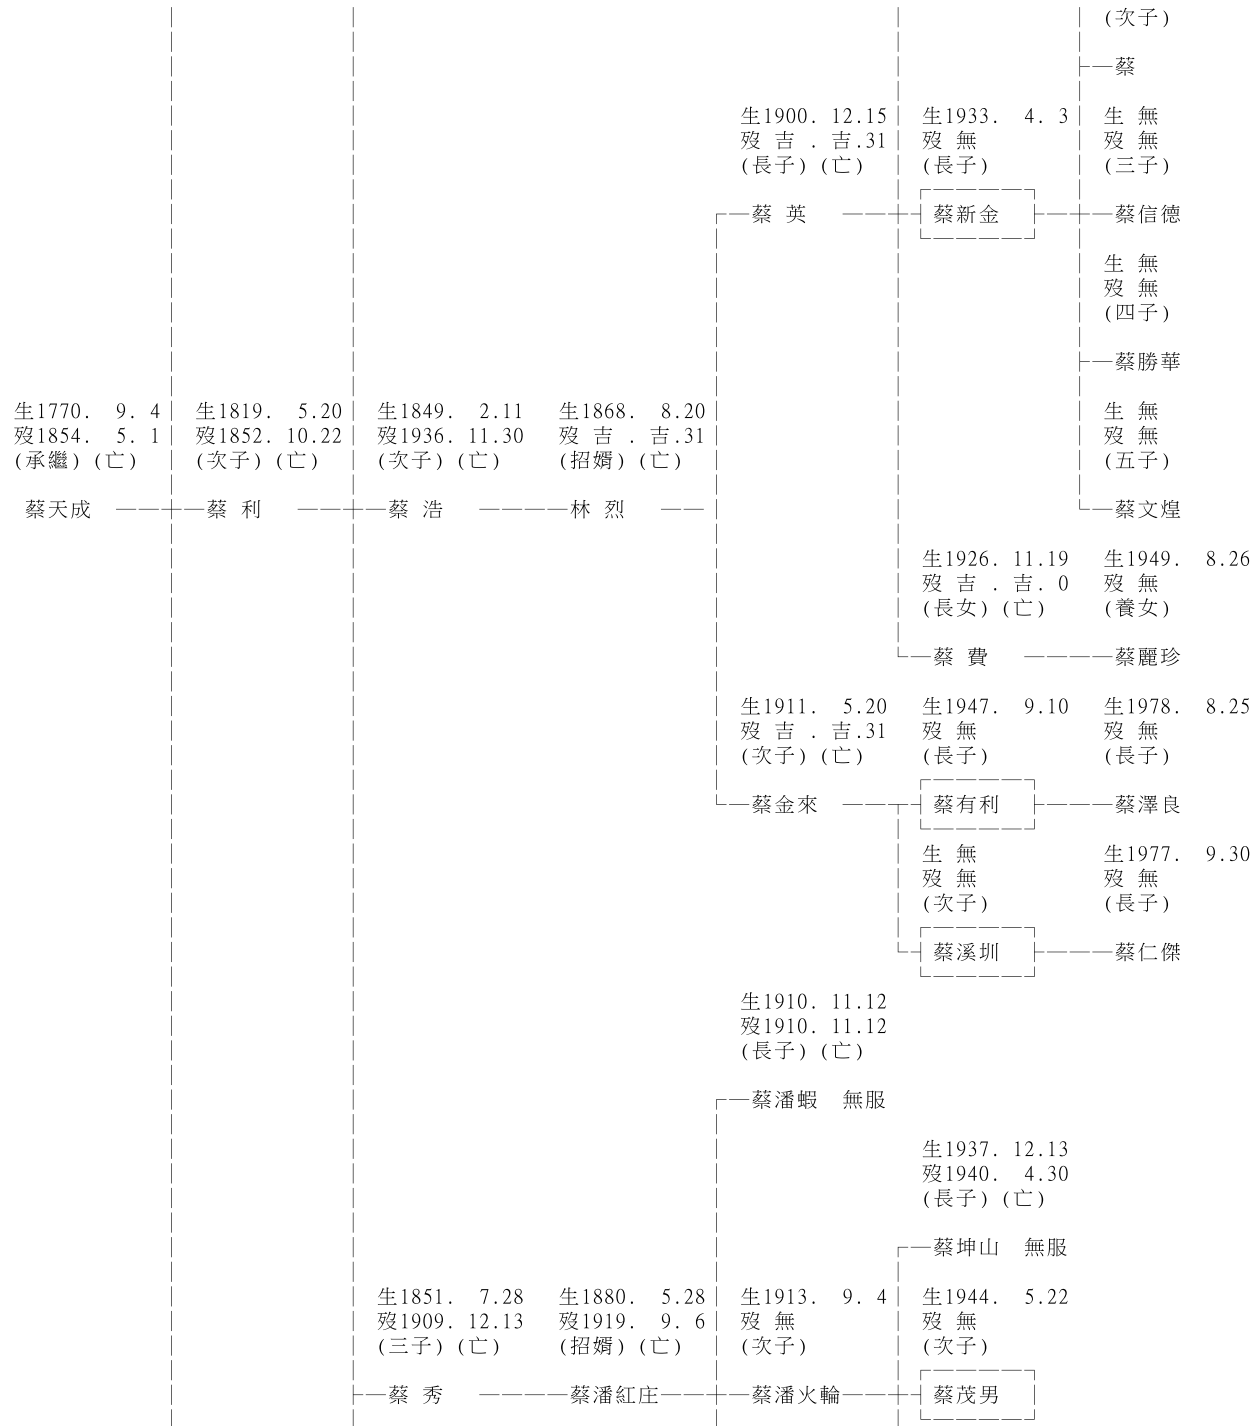 (次子)
蔡
生1900. 12.15 生1933. 4. 3 生 無
歿 吉 . 吉.31 歿 無 歿 無
(長子)(亡) (長子) (三子)
蔡 英 蔡新金 蔡信德
生 無
歿 無
(四子)
蔡勝華
生1770. 9. 4 生1819. 5.20 生1849. 2.11 生1868. 8.20 生 無
歿1854. 5. 1 歿1852. 10.22 歿1936. 11.30 歿 吉 . 吉.31 歿 無
(承繼)(亡) (次子)(亡) (次子)(亡) (招婿)(亡) (五子)
蔡天成 蔡 利 蔡 浩 林 烈 蔡文煌
生1926. 11.19 生1949. 8.26
歿 吉 . 吉. 0 歿 無
(長女)(亡) (養女)
蔡 費 蔡麗珍
生1911. 5.20 生1947. 9.10 生1978. 8.25
歿 吉 . 吉.31 歿 無 歿 無
(次子)(亡) (長子) (長子)
蔡金來 蔡有利 蔡澤良
生 無 生1977. 9.30
歿 無 歿 無
(次子) (長子)
蔡溪圳 蔡仁傑
生1910. 11.12
歿1910. 11.12
(長子)(亡)
蔡潘蝦 無服
生1937. 12.13
歿1940. 4.30
(長子)(亡)
蔡坤山 無服
生1851. 7.28 生1880. 5.28 生1913. 9. 4 生1944. 5.22
歿1909. 12.13 歿1919. 9. 6 歿 無 歿 無
(三子)(亡) (招婿)(亡) (次子) (次子)
蔡 秀 蔡潘紅庄 蔡潘火輪 蔡茂男